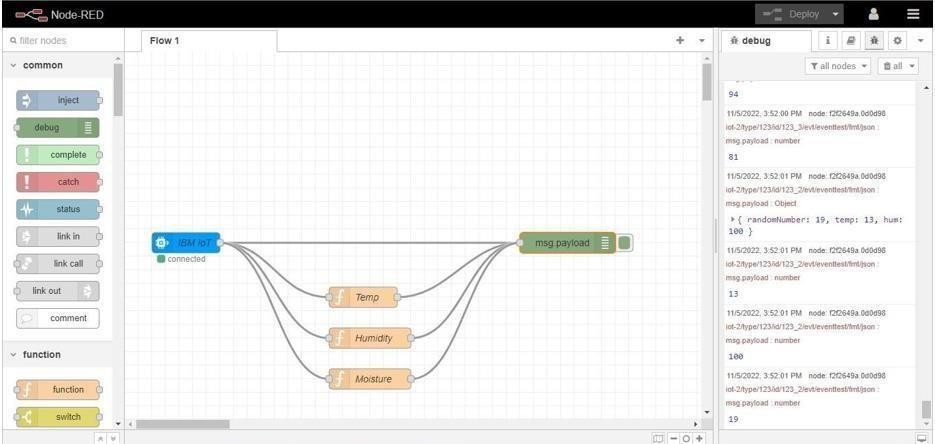 Node-RED
Deploy
filter nodes
Flow 1
debug
all nodes
all
common
inject
debug
complete
catch
status
link in
link call
link out
comment
function
function
switch
IBM IoT
connected
Temp
Humidity
Moisture
msg.payload
94
11/5/2022, 3:52:00 PM node: f2f2649a.0d0d98
iot-2/type/123/id/123_3/evt/eventtest/fmt/json :
msg.payload : number
81
11/5/2022, 3:52:01 PM node: f2f2649a.0d0d98
iot-2/type/123/id/123_2/evt/eventtest/fmt/json :
msg.payload : Object
{ randomNumber: 19, temp: 13, hum:
100 }
11/5/2022, 3:52:01 PM node: f2f2649a.0d0d98
iot-2/type/123/id/123_2/evt/eventtest/fmt/json :
msg.payload : number
13
11/5/2022, 3:52:01 PM node: f2f2649a.0d0d98
iot-2/type/123/id/123_2/evt/eventtest/fmt/json :
msg.payload : number
100
11/5/2022, 3:52:01 PM node: f2f2649a.0d0d98
iot-2/type/123/id/123_2/evt/eventtest/fmt/json :
msg.payload : number
19